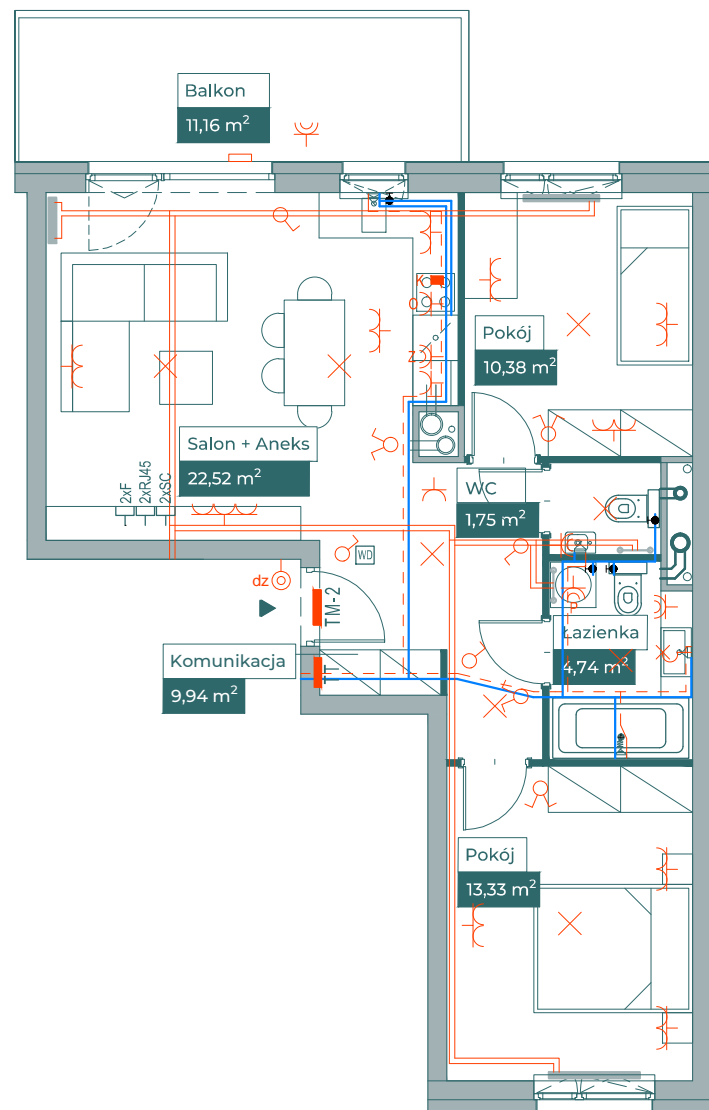 Balkon
11,16 m²
Pokój
10,38 m²
Salon + Aneks
22,52 m²
2xF
2xRJ45
2xSC
WC
1,75 m²
WD
dz
TM-2
Łazienka
4,74 m²
Komunikacja
9,94 m²
Pokój
13,33 m²